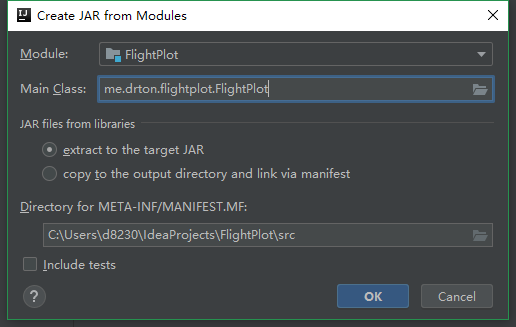 Create JAR from Modules
Module: FlightPlot
Main Class: me.drton.flightplot.FlightPlot
JAR files from libraries
extract to the target JAR
copy to the output directory and link via manifest
Directory for META-INF/MANIFEST.MF:
C:\Users\d8230\IdeaProjects\FlightPlot\src
Include tests
? OK Cancel